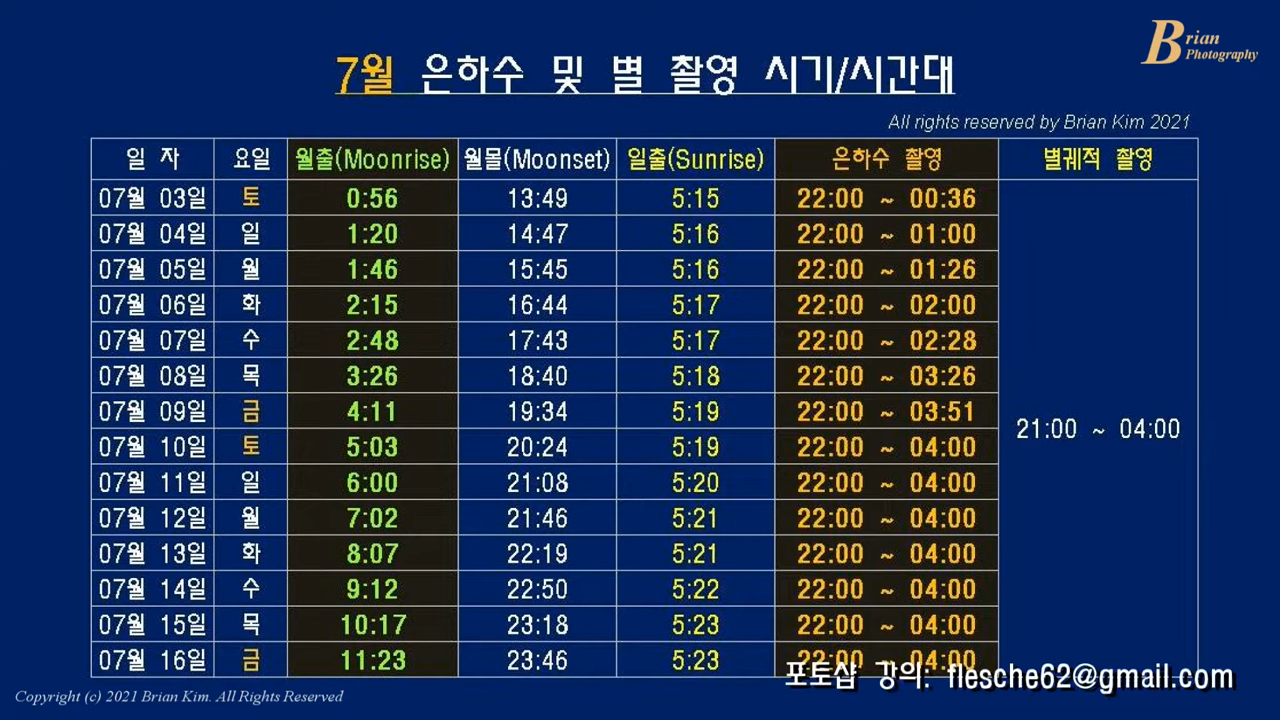 Brian
Photography
7월 은하수 및 별 촬영 시기/시간대
All rights reserved by Brian Kim 2021
일 자 요일 월출(Moonrise) 월몰(Moonset) 일출(Sunrise) 은하수 촬영 별궤적 촬영
07월 03일 토 0:56 13:49 5:15 22:00 ~ 00:36
07월 04일 일 1:20 14:47 5:16 22:00 ~ 01:00
07월 05일 월 1:46 15:45 5:16 22:00 ~ 01:26
07월 06일 화 2:15 16:44 5:17 22:00 ~ 02:00
07월 07일 수 2:48 17:43 5:17 22:00 ~ 02:28
07월 08일 목 3:26 18:40 5:18 22:00 ~ 03:26
07월 09일 금 4:11 19:34 5:19 22:00 ~ 03:51
21:00 ~ 04:00
07월 10일 토 5:03 20:24 5:19 22:00 ~ 04:00
07월 11일 일 6:00 21:08 5:20 22:00 ~ 04:00
07월 12일 월 7:02 21:46 5:21 22:00 ~ 04:00
07월 13일 화 8:07 22:19 5:21 22:00 ~ 04:00
07월 14일 수 9:12 22:50 5:22 22:00 ~ 04:00
07월 15일 목 10:17 23:18 5:23 22:00 ~ 04:00
07월 16일 금 11:23 23:46 5:23 22:00 ~ 04:00
포토샵 강의: flesche62@gmail.com
Copyright (c) 2021 Brian Kim. All Rights Reserved